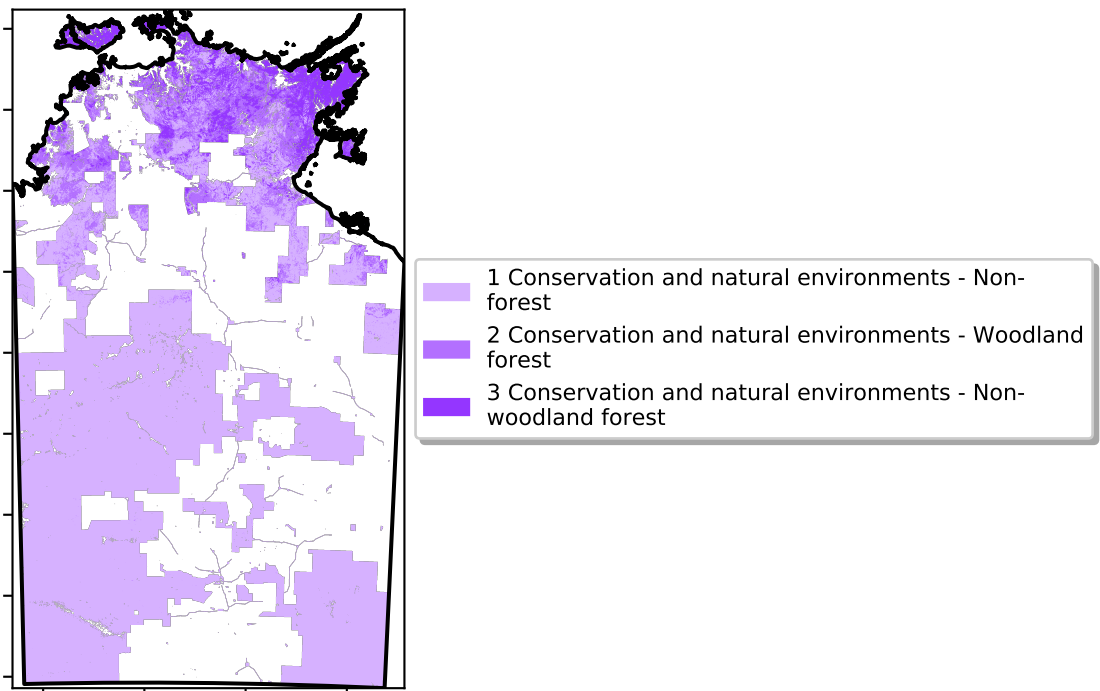 1 Conservation and natural environments - Non-
forest
2 Conservation and natural environments - Woodland
forest
3 Conservation and natural environments - Non-
woodland forest